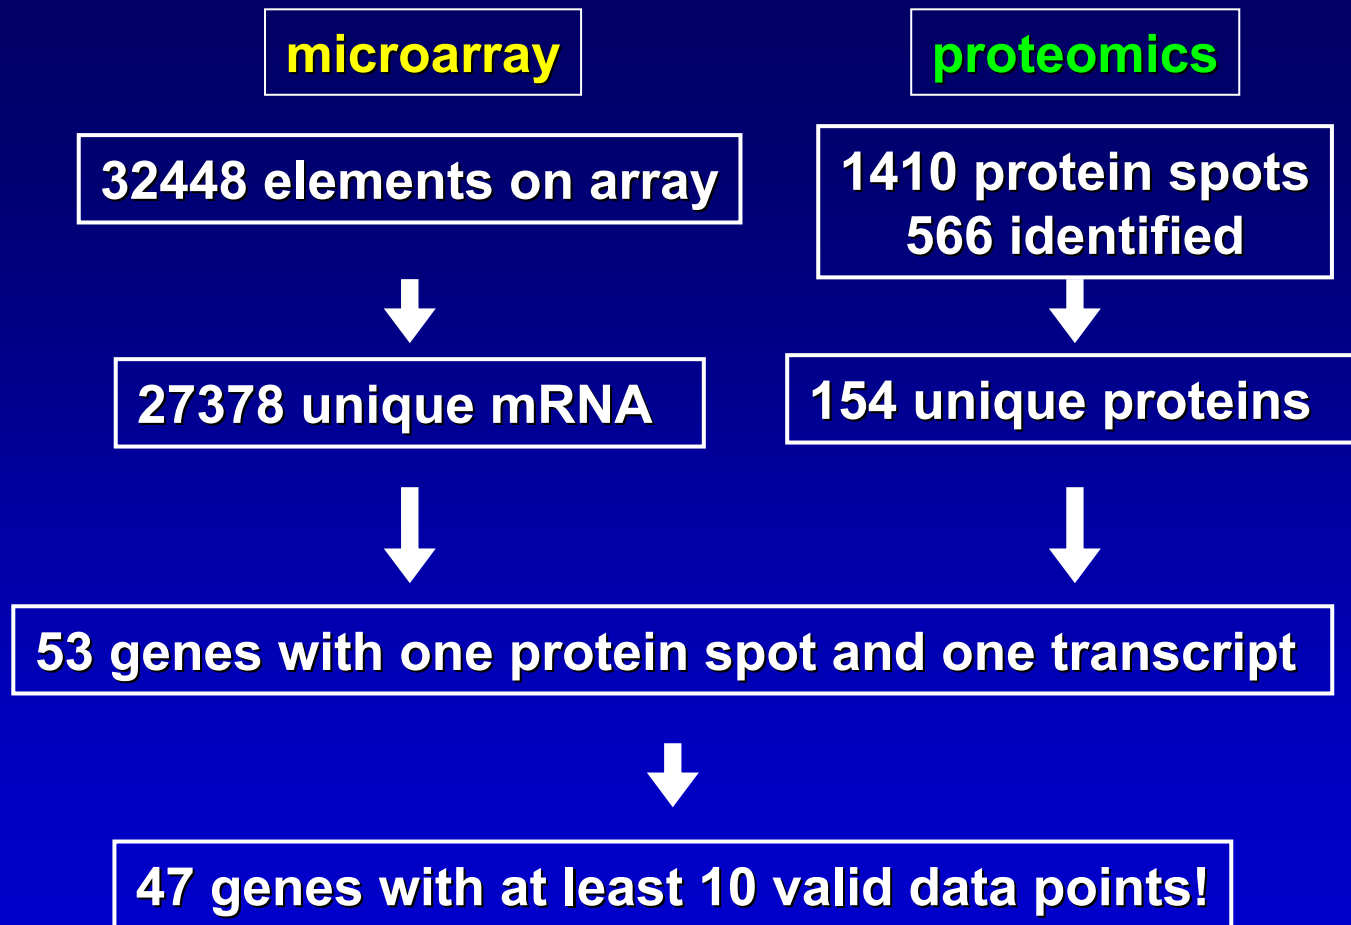 microarray
proteomics
32448 elements on array
1410 protein spots
566 identified
27378 unique mRNA
154 unique proteins
53 genes with one protein spot and one transcript
47 genes with at least 10 valid data points!